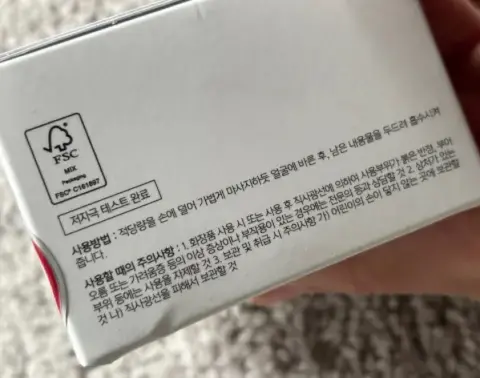 FSC
MIX
Packaging
FSC® C161897
저자극 테스트 완료
사용방법 : 적당량을 손에 덜어 가볍게 마사지하듯 얼굴에 바른 후, 남은 내용물을 두드려 흡수시켜
줍니다.
사용할 때의 주의사항 : 1. 화장품 사용 시 또는 사용 후 직사광선에 의하여 사용부위가 붉은 반점, 부어
오름 또는 가려움증 등의 이상 증상이나 부작용이 있는 경우에는 전문의 등과 상담할 것 2. 상처가 있는
부위 등에는 사용을 자제할 것 3. 보관 및 취급 시 주의사항 가) 어린이의 손이 닿지 않는 곳에 보관할
것 나) 직사광선을 피해서 보관할 것